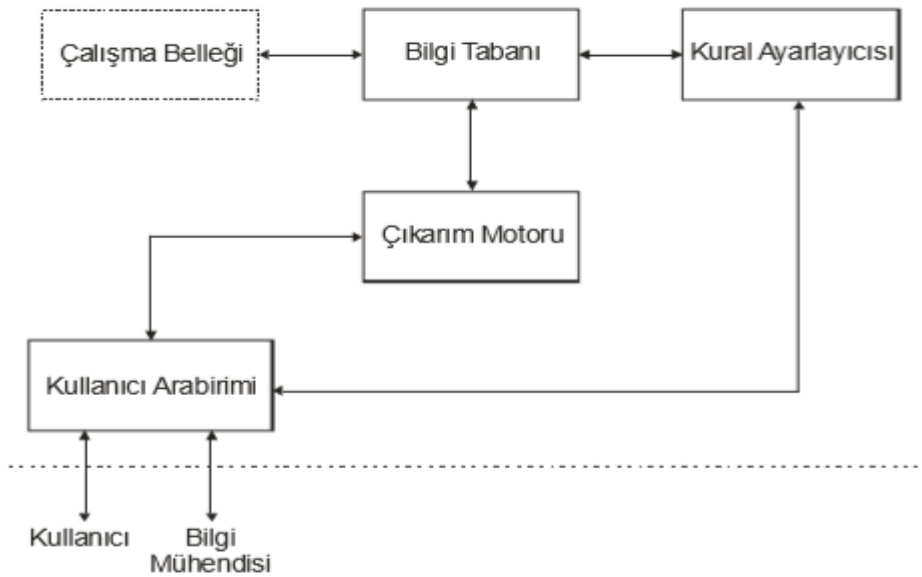 Çalışma Belleği
Bilgi Tabanı
Kural Ayarlayıcısı
Çıkarım Motoru
Kullanıcı Arabirimi
Kullanıcı
Bilgi
Mühendisi